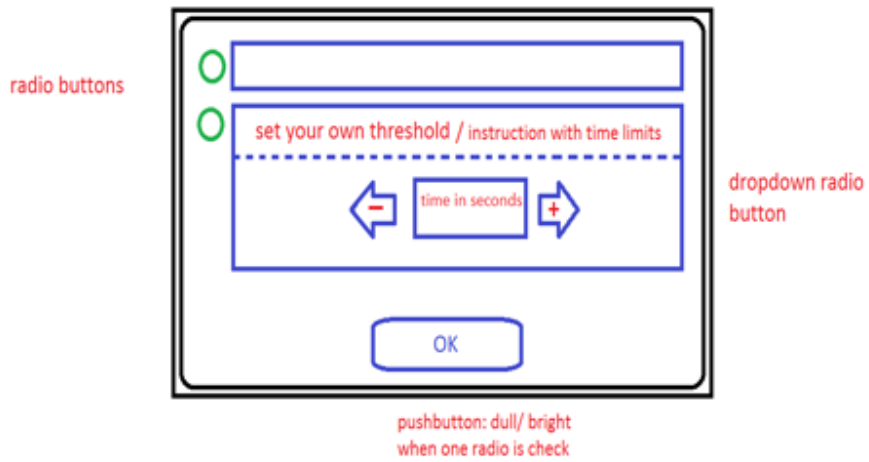 radio buttons
set your own threshold / instruction with time limits
−
time in seconds
+
dropdown radio
button
OK
pushbutton: dull/ bright
when one radio is check